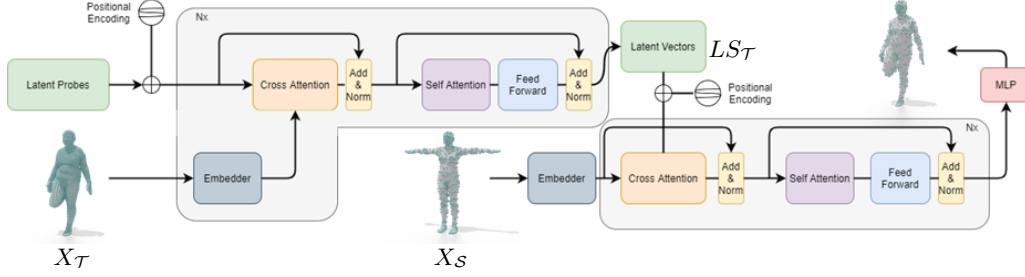 Positional
Encoding
Nx
Latent Probes
Cross Attention
Add
&
Norm
Self Attention
Feed
Forward
Add
&
Norm
Latent Vectors
LS𝒯
Positional
Encoding
MLP
Embedder
Embedder
Nx
Cross Attention
Add
&
Norm
Self Attention
Feed
Forward
Add
&
Norm
X𝒯
X𝒮